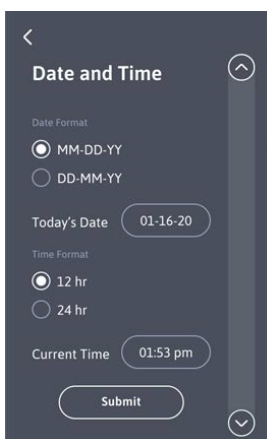 Date and Time
Date Format
MM-DD-YY
DD-MM-YY
Today's Date 01-16-20
Time Format
12 hr
24 hr
Current Time 01:53 pm
Submit